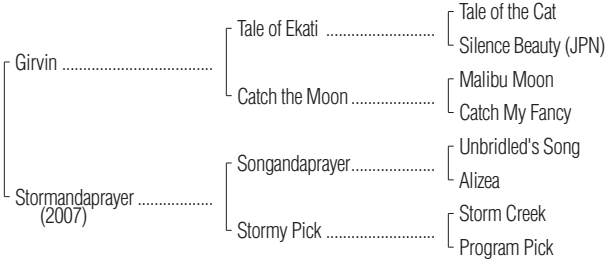 Tale of the Cat
Tale of Ekati ........................
Silence Beauty (JPN)
Girvin ...................................
Malibu Moon
Catch the Moon ...................
Catch My Fancy
Unbridled's Song
Songandaprayer...................
Alizea
Stormandaprayer .................
(2007)
Storm Creek
Stormy Pick .........................
Program Pick